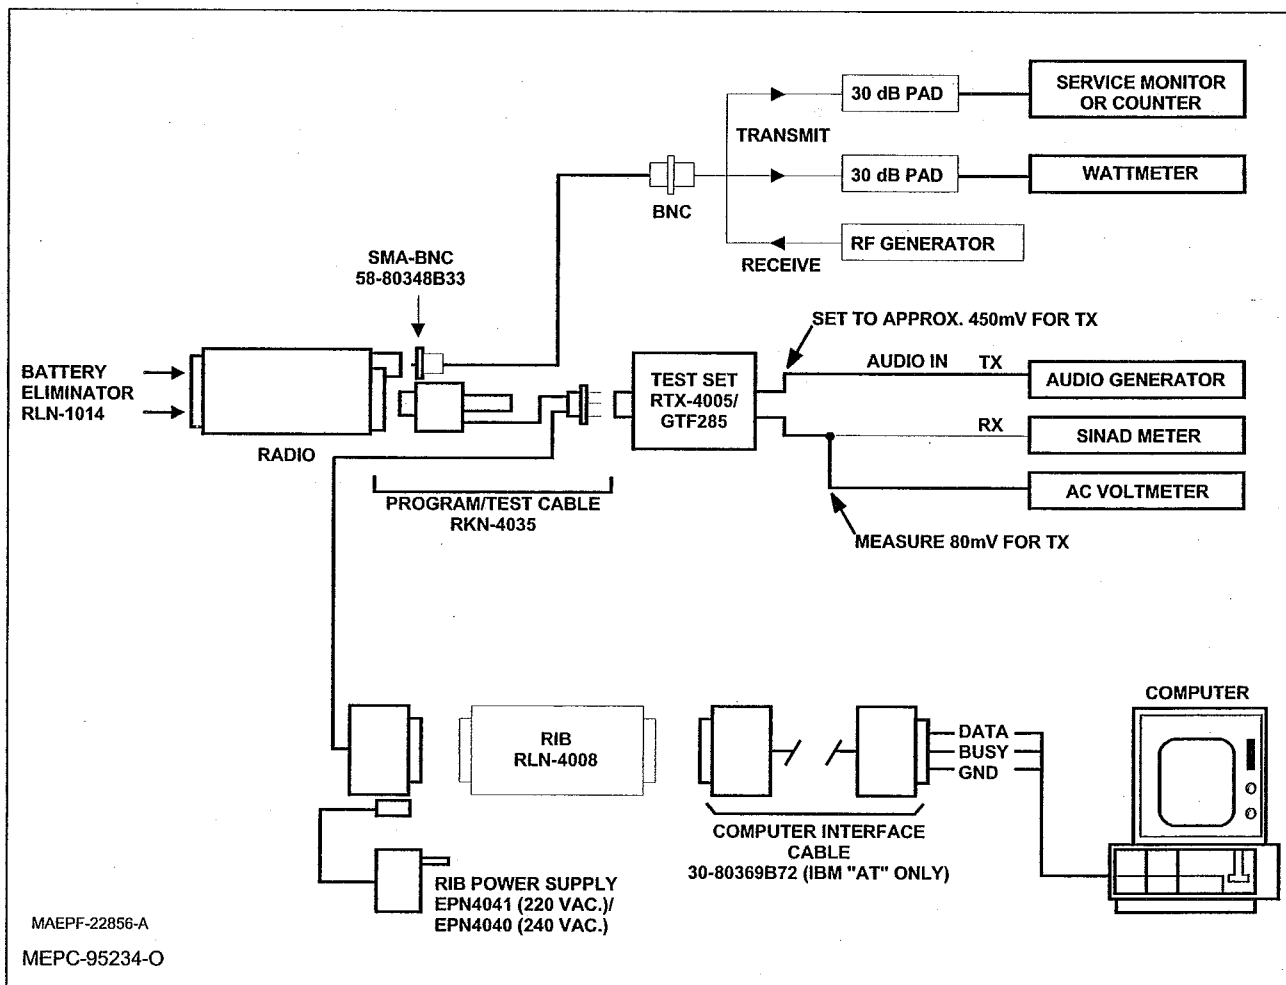 SERVICE MONITOR
OR COUNTER
30 dB PAD
TRANSMIT
30 dB PAD
WATTMETER
BNC
RF GENERATOR
RECEIVE
SMA-BNC
58-80348B33
SET TO APPROX. 450mV FOR TX
BATTERY
ELIMINATOR
RLN-1014
RADIO
TEST SET
RTX-4005/
GTF285
AUDIO IN TX
AUDIO GENERATOR
RX
SINAD METER
AC VOLTMETER
PROGRAM/TEST CABLE
RKN-4035
MEASURE 80mV FOR TX
COMPUTER
RIB
RLN-4008
DATA
BUSY
GND
COMPUTER INTERFACE
CABLE
30-80369B72 (IBM "AT" ONLY)
RIB POWER SUPPLY
EPN4041 (220 VAC.)/
EPN4040 (240 VAC.)
MAEPF-22856-A
MEPC-95234-O